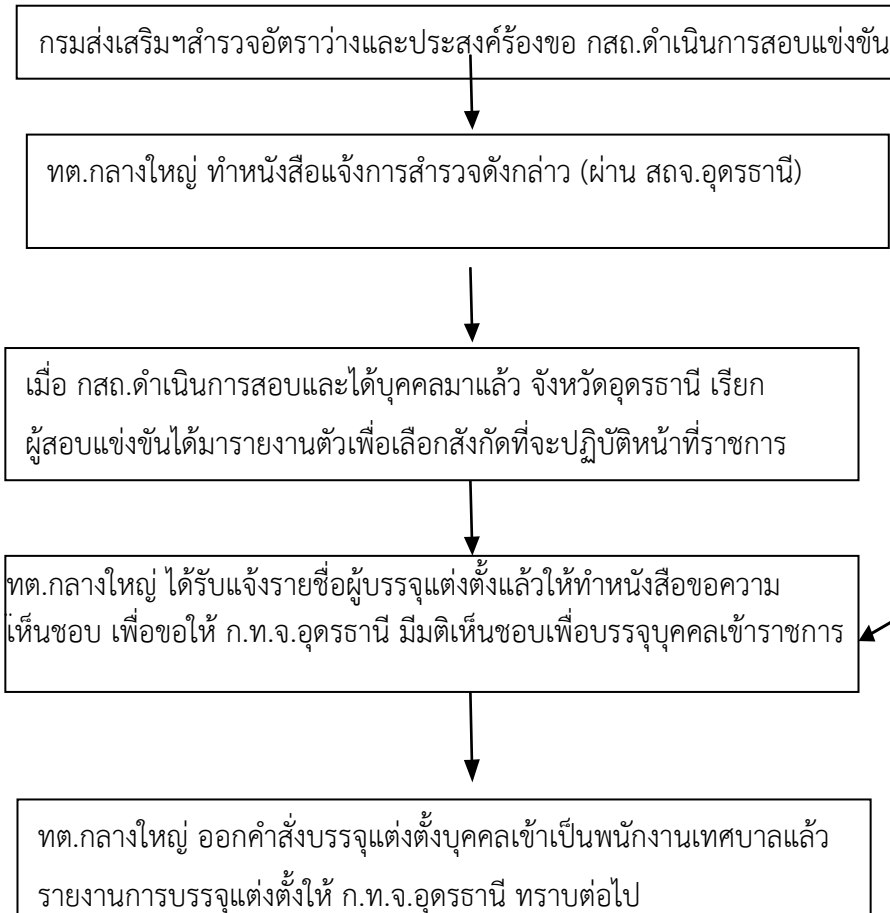 กรมส่งเสริมฯสำรวจอัตราว่างและประสงค์ร้องขอ กสถ.ดำเนินการสอบแข่งขัน
ทต.กลางใหญ่ ทำหนังสือแจ้งการสำรวจดังกล่าว (ผ่าน สถจ.อุดรธานี)
เมื่อ กสถ.ดำเนินการสอบและได้บุคคลมาแล้ว จังหวัดอุดรธานี เรียก
ผู้สอบแข่งขันได้มารายงานตัวเพื่อเลือกสังกัดที่จะปฏิบัติหน้าที่ราชการ
ทต.กลางใหญ่ ได้รับแจ้งรายชื่อผู้บรรจุแต่งตั้งแล้วให้ทำหนังสือขอความ
เห็นชอบ เพื่อขอให้ ก.ท.จ.อุดรธานี มีมติเห็นชอบเพื่อบรรจุบุคคลเข้าราชการ
ทต.กลางใหญ่ ออกคำสั่งบรรจุแต่งตั้งบุคคลเข้าเป็นพนักงานเทศบาลแล้ว
รายงานการบรรจุแต่งตั้งให้ ก.ท.จ.อุดรธานี ทราบต่อไป